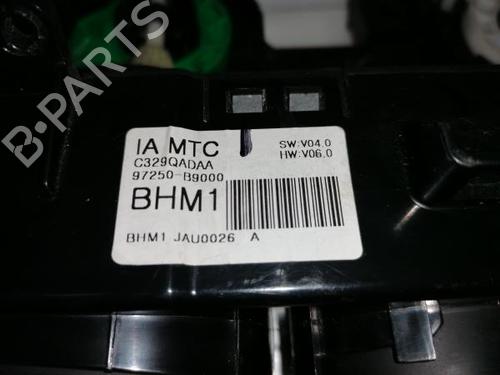 B-PARTS
IA MTC
SW:V04.0
C329QADAA
HW:V06.0
97250-B9000
BHM1
BHM1 JAU0026 A